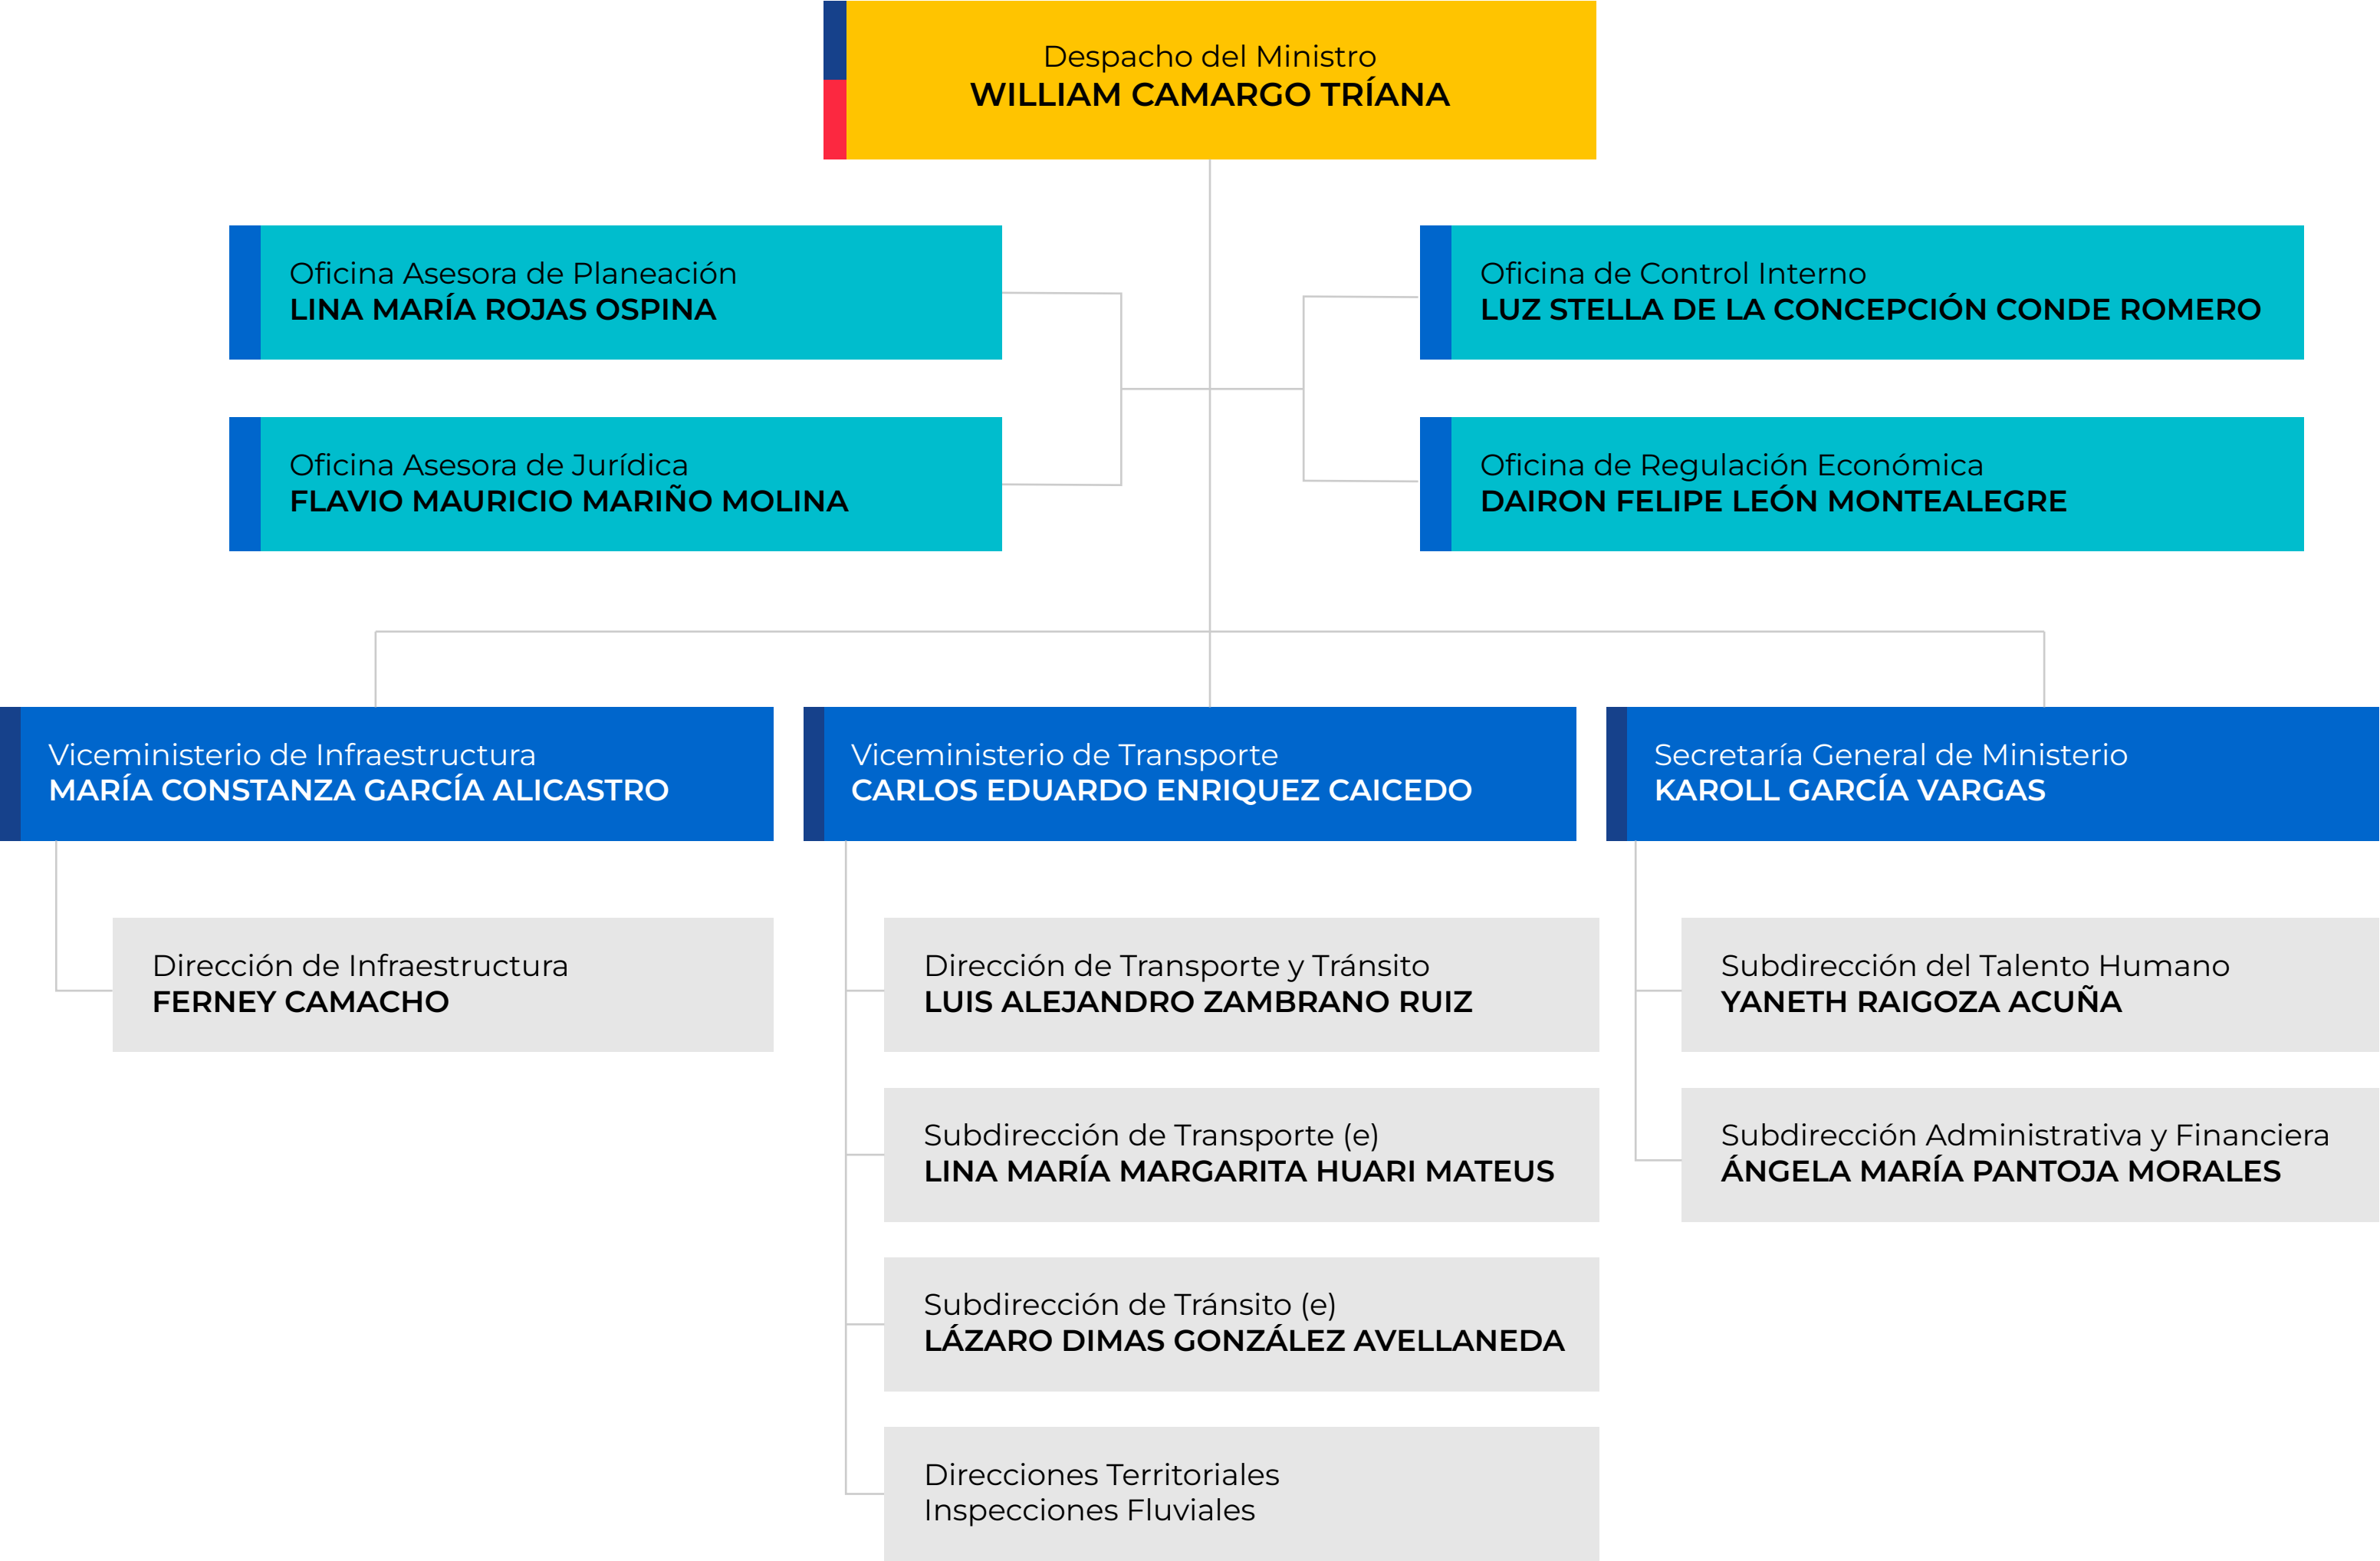 Despacho del Ministro
WILLIAM CAMARGO TRÍANA
Oficina Asesora de Planeación
LINA MARÍA ROJAS OSPINA
Oficina de Control Interno
LUZ STELLA DE LA CONCEPCIÓN CONDE ROMERO
Oficina Asesora de Jurídica
FLAVIO MAURICIO MARIÑO MOLINA
Oficina de Regulación Económica
DAIRON FELIPE LEÓN MONTEALEGRE
Viceministerio de Infraestructura
MARÍA CONSTANZA GARCÍA ALICASTRO
Viceministerio de Transporte
CARLOS EDUARDO ENRIQUEZ CAICEDO
Secretaría General de Ministerio
KAROLL GARCÍA VARGAS
Dirección de Infraestructura
FERNEY CAMACHO
Dirección de Transporte y Tránsito
LUIS ALEJANDRO ZAMBRANO RUIZ
Subdirección de Transporte (e)
LINA MARÍA MARGARITA HUARI MATEUS
Subdirección de Tránsito (e)
LÁZARO DIMAS GONZÁLEZ AVELLANEDA
Direcciones Territoriales
Inspecciones Fluviales
Subdirección del Talento Humano
YANETH RAIGOZA ACUÑA
Subdirección Administrativa y Financiera
ÁNGELA MARÍA PANTOJA MORALES